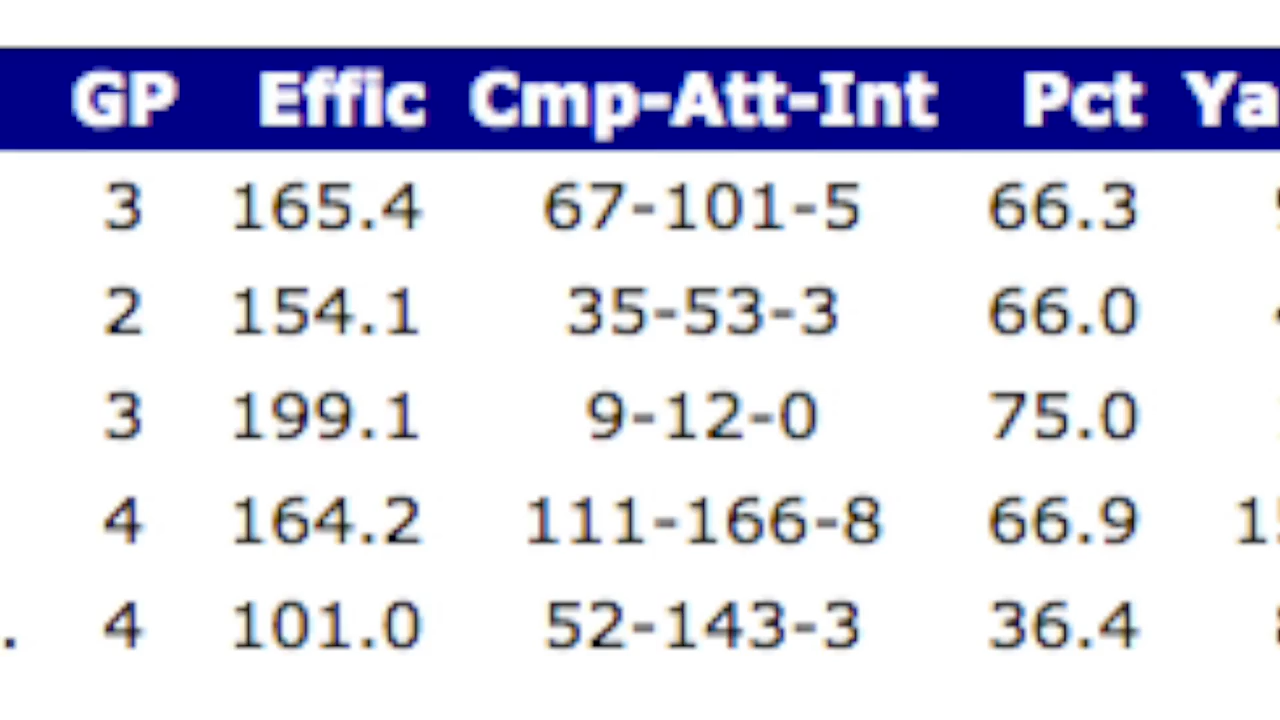 GP Effic Cmp-Att-Int Pct Ya
3 165.4 67-101-5 66.3
2 154.1 35-53-3 66.0
3 199.1 9-12-0 75.0
4 164.2 111-166-8 66.9 1
. 4 101.0 52-143-3 36.4